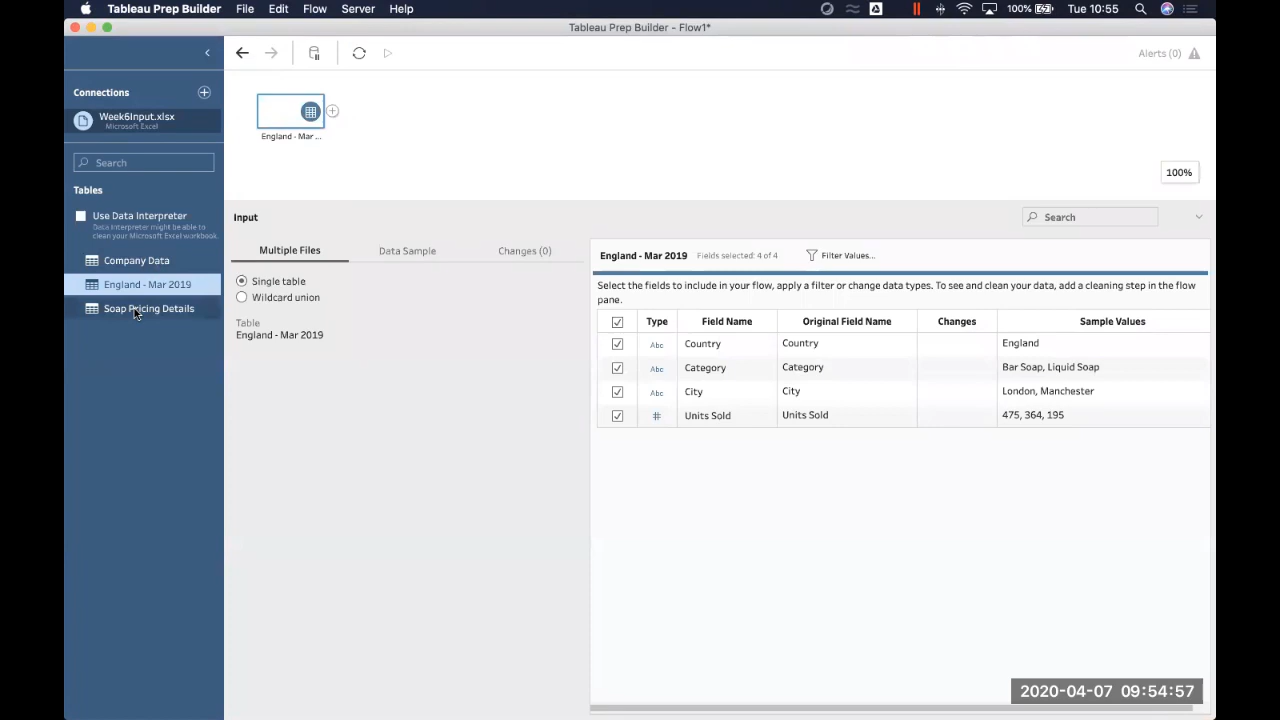 Tableau Prep Builder File Edit Flow Server Help 100% Tue 10:55
Tableau Prep Builder - Flow1*
Alerts (0)
Connections
Week6Input.xlsx
Microsoft Excel
England - Mar ...
100%
Search
Tables
Use Data Interpreter
Data Interpreter might be able to
clean your Microsoft Excel workbook.
Company Data
England - Mar 2019
Soap Pricing Details
Input
Search
Multiple Files Data Sample Changes (0)
Single table
Wildcard union
Table
England - Mar 2019
England - Mar 2019 Fields selected: 4 of 4 Filter Values...
Select the fields to include in your flow, apply a filter or change data types. To see and clean your data, add a cleaning step in the flow
pane.
Type Field Name Original Field Name Changes Sample Values
Abc Country Country England
Abc Category Category Bar Soap, Liquid Soap
Abc City City London, Manchester
# Units Sold Units Sold 475, 364, 195
2020-04-07 09:54:57